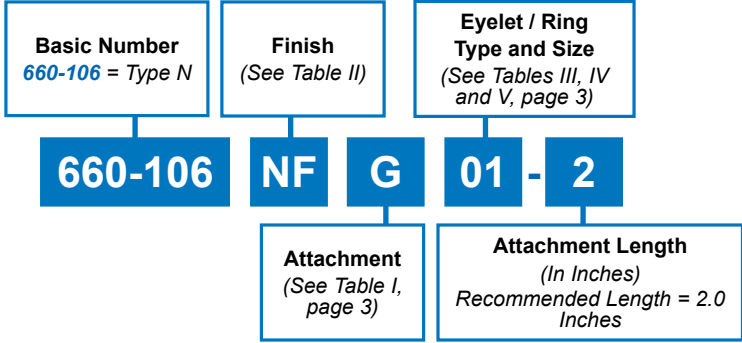 Basic Number
660-106 = Type N
Finish
(See Table II)
Eyelet / Ring
Type and Size
(See Tables III, IV
and V, page 3)
660-106 NF G 01 - 2
Attachment
(See Table I,
page 3)
Attachment Length
(In Inches)
Recommended Length = 2.0
Inches